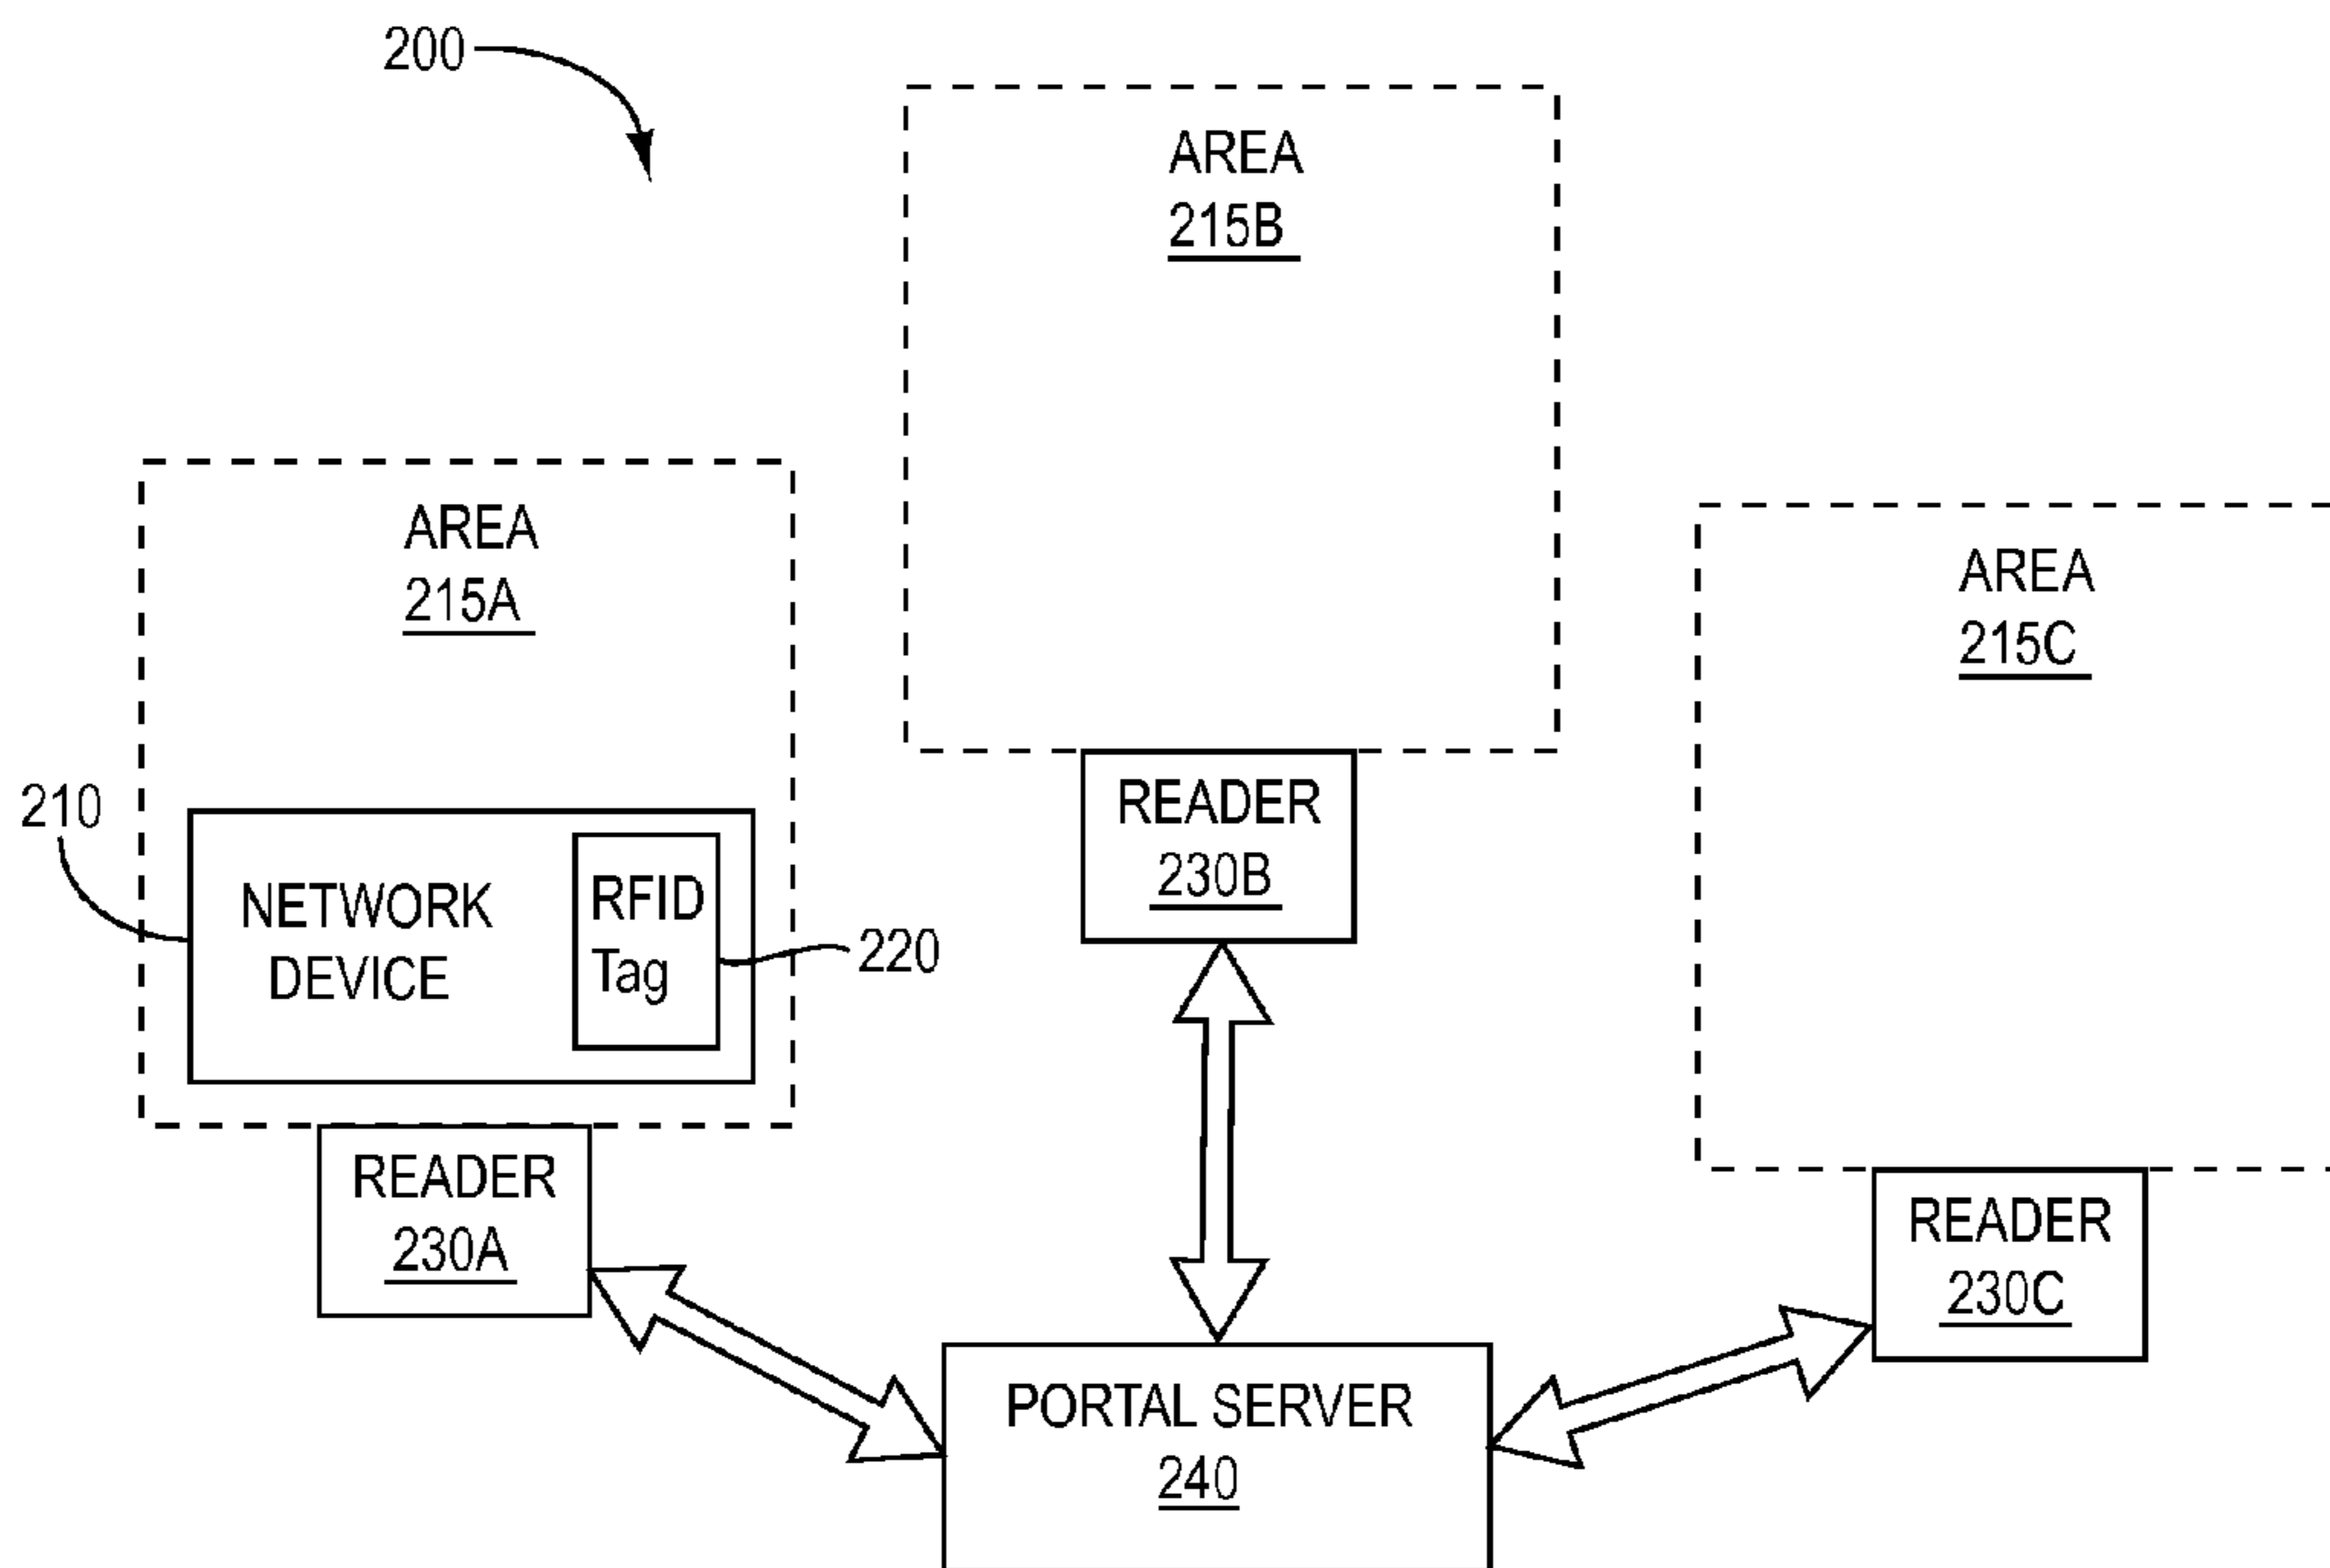 200
AREA
215B
AREA
215A
AREA
215C
210
NETWORK
DEVICE
RFID
Tag
220
READER
230B
READER
230A
READER
230C
PORTAL SERVER
240